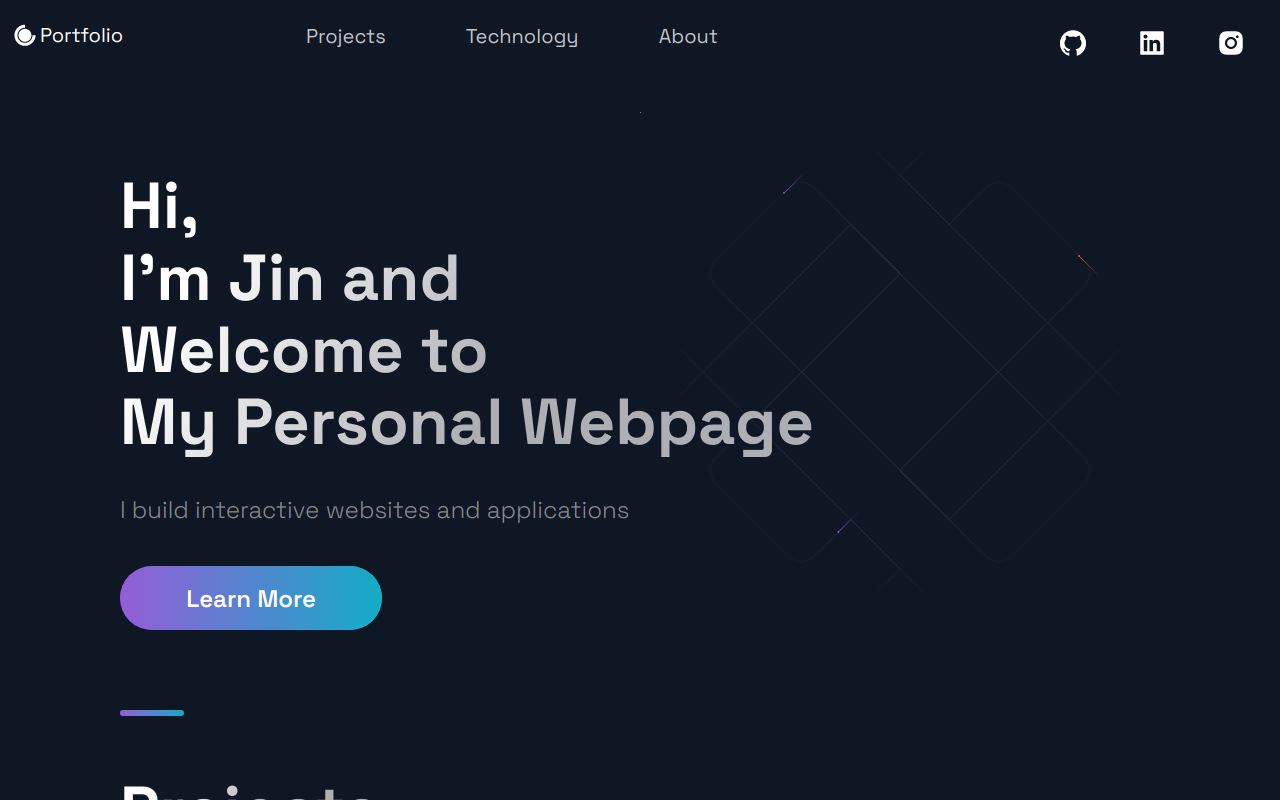 Portfolio
Projects
Technology
About
Hi,
I’m Jin and
Welcome to
My Personal Webpage
I build interactive websites and applications
Learn More
Projects